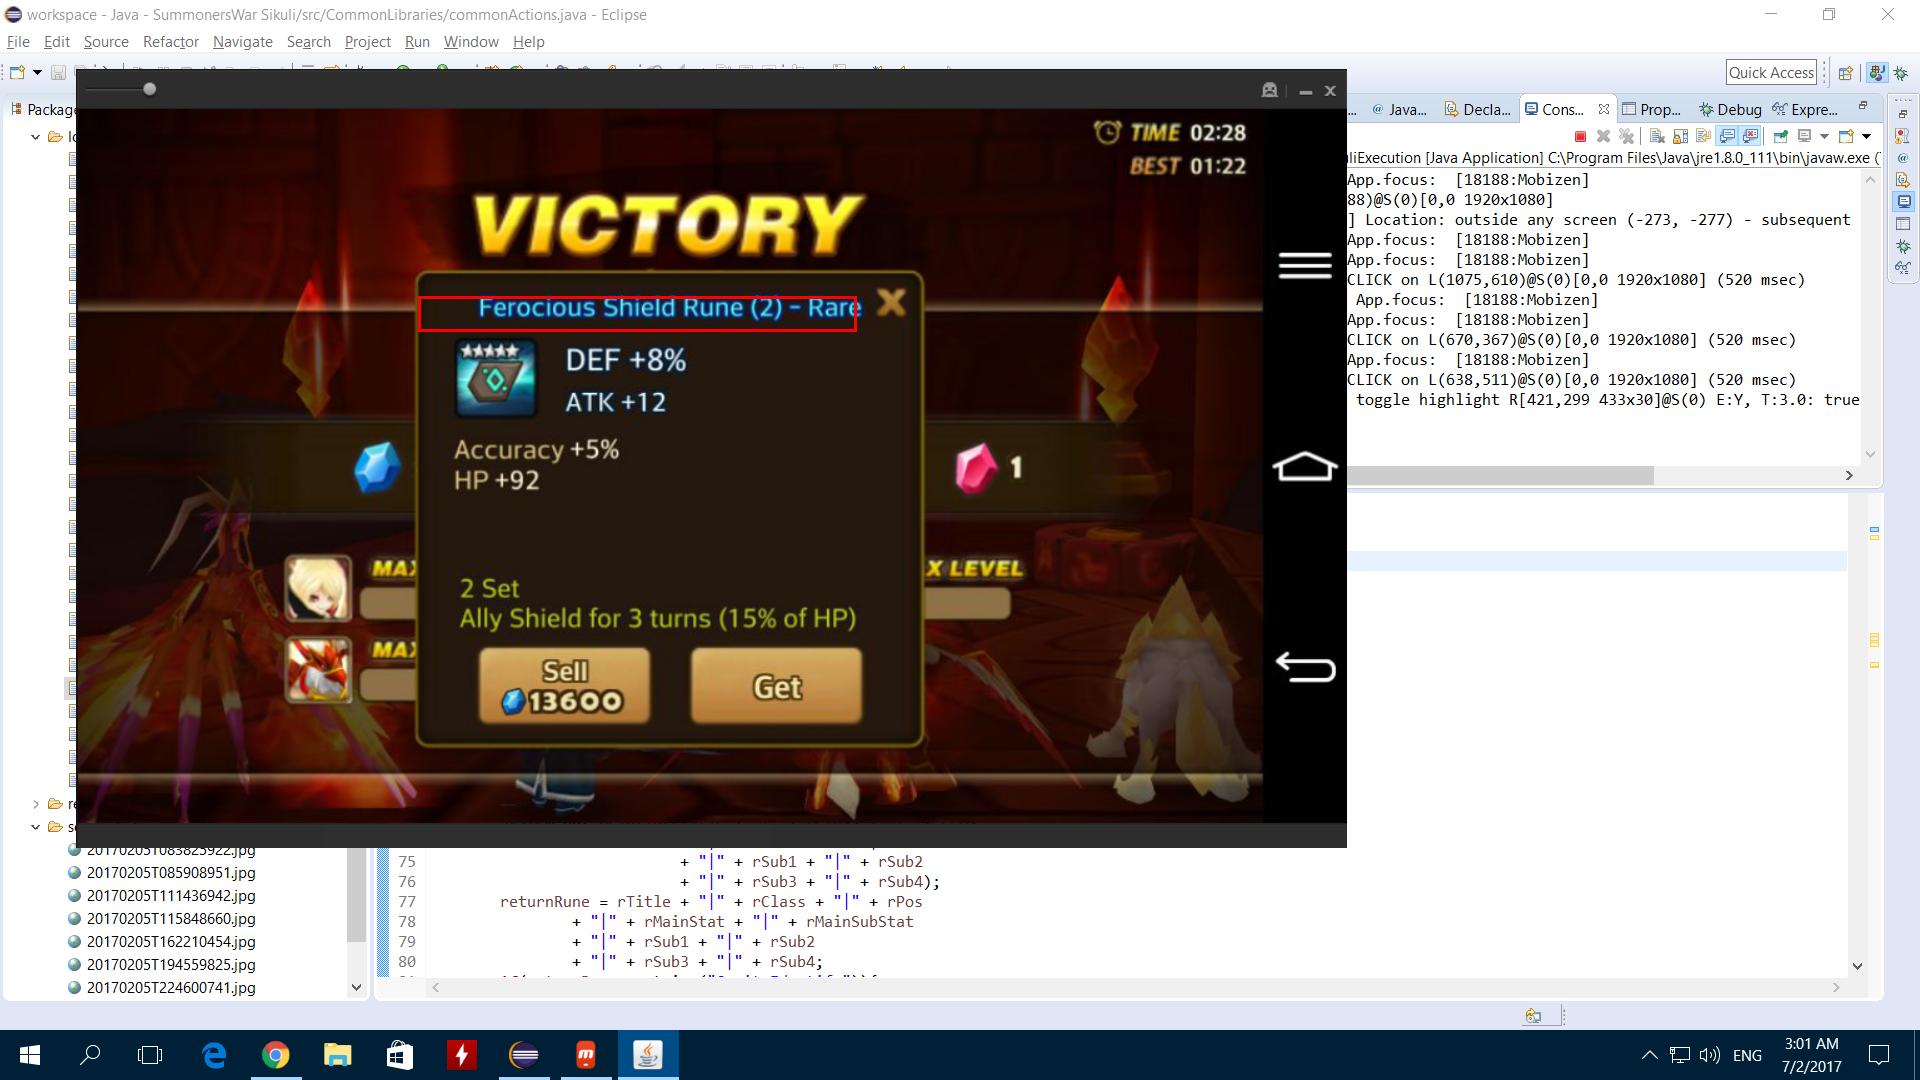 workspace - Java - SummonersWar Sikuli/src/CommonLibraries/commonActions.java - Eclipse
File Edit Source Refactor Navigate Search Project Run Window Help
Quick Access
Package
Java...
Decla...
Cons...
Prop...
Debug
Expre...
uliExecution [Java Application] C:\Program Files\Java\jre1.8.0_111\bin\javaw.exe (
App.focus: [18188:Mobizen]
88)@S(0)[0,0 1920x1080]
] Location: outside any screen (-273, -277) - subsequent
App.focus: [18188:Mobizen]
App.focus: [18188:Mobizen]
CLICK on L(1075,610)@S(0)[0,0 1920x1080] (520 msec)
App.focus: [18188:Mobizen]
App.focus: [18188:Mobizen]
CLICK on L(670,367)@S(0)[0,0 1920x1080] (520 msec)
App.focus: [18188:Mobizen]
CLICK on L(638,511)@S(0)[0,0 1920x1080] (520 msec)
toggle highlight R[421,299 433x30]@S(0) E:Y, T:3.0: true
TIME 02:28
BEST 01:22
VICTORY
Ferocious Shield Rune (2) - Rare
DEF +8%
ATK +12
Accuracy +5%
HP +92
1
MAX
X LEVEL
2 Set
Ally Shield for 3 turns (15% of HP)
MAX
Sell
13600
Get
20170205T083825922.jpg
20170205T085908951.jpg
20170205T111436942.jpg
20170205T115848660.jpg
20170205T162210454.jpg
20170205T194559825.jpg
20170205T224600741.jpg
75 + "|" + rSub1 + "|" + rSub2
76 + "|" + rSub3 + "|" + rSub4);
77 returnRune = rTitle + "|" + rClass + "|" + rPos
78 + "|" + rMainStat + "|" + rMainSubStat
79 + "|" + rSub1 + "|" + rSub2
80 + "|" + rSub3 + "|" + rSub4;
ENG
3:01 AM
7/2/2017